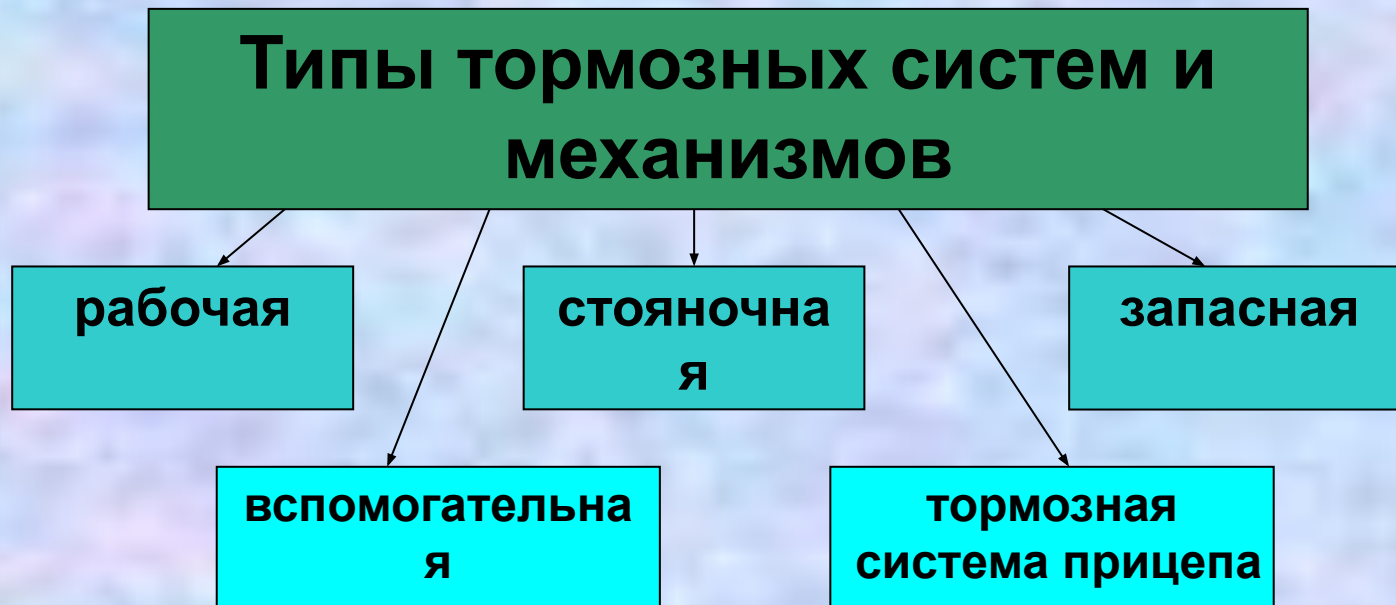 Типы тормозных систем и
механизмов
рабочая
стояночна
я
запасная
вспомогательна
я
тормозная
система прицепа